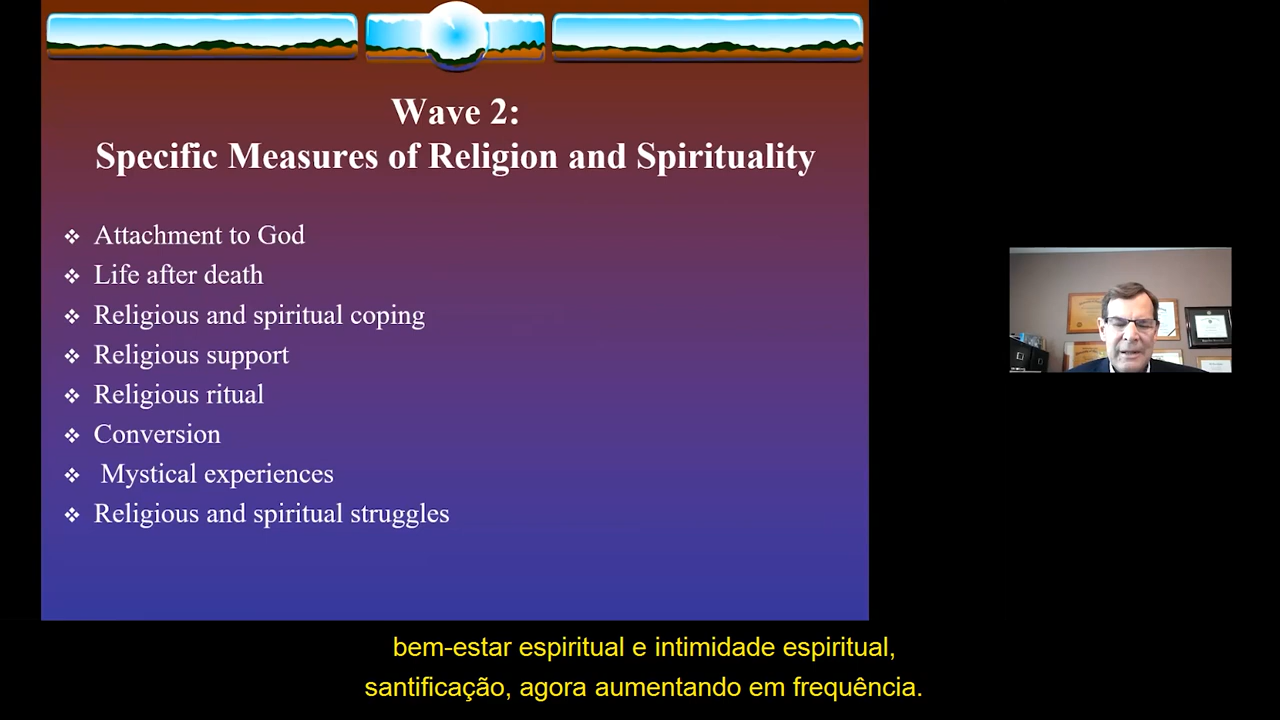 Wave 2:
Specific Measures of Religion and Spirituality
Attachment to God
Life after death
Religious and spiritual coping
Religious support
Religious ritual
Conversion
Mystical experiences
Religious and spiritual struggles
bem-estar espiritual e intimidade espiritual,
santificação, agora aumentando em frequência.